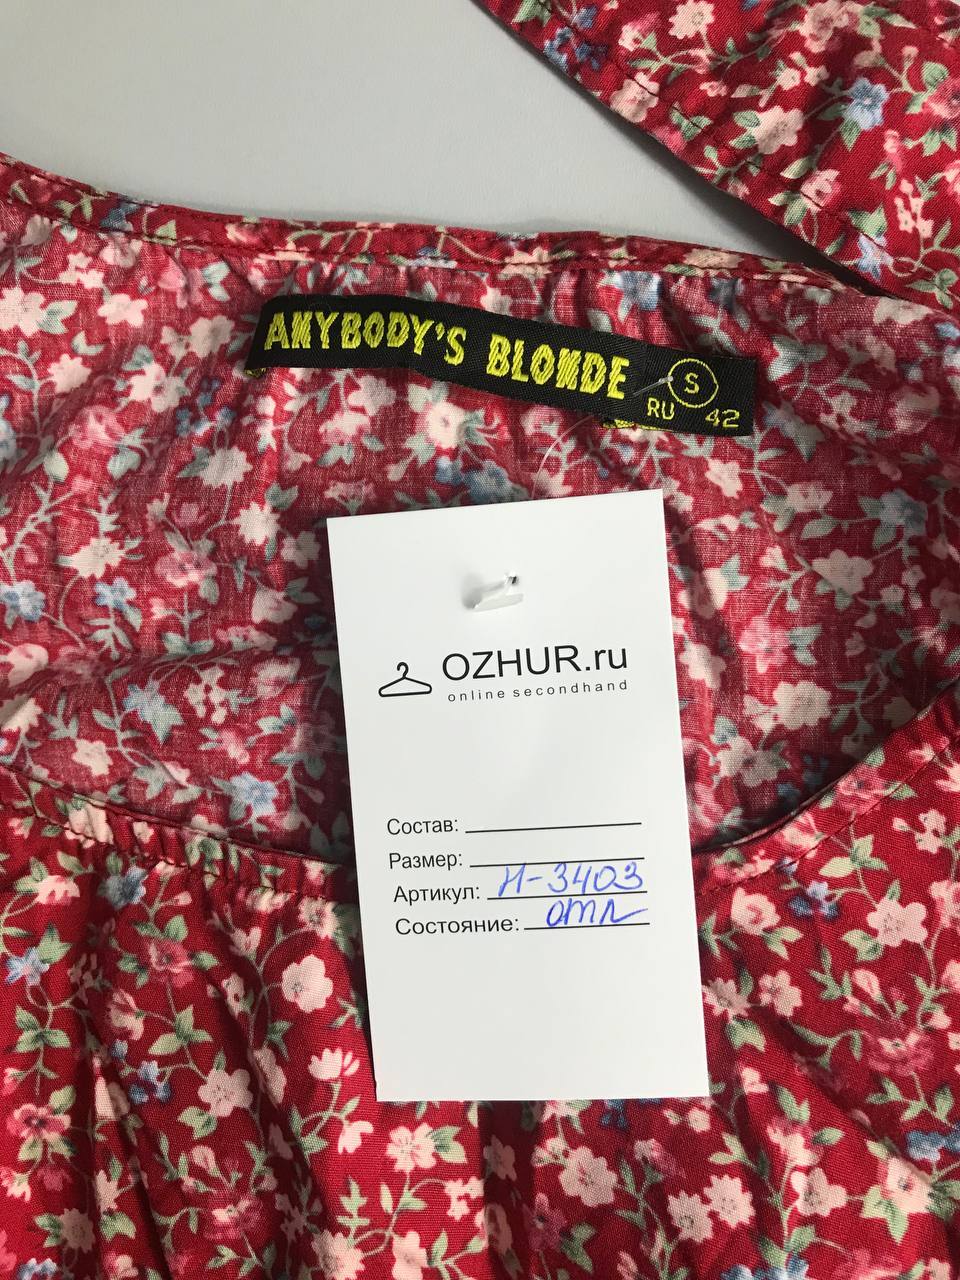 ANYBODY'S BLONDE
S
RU 42
OZHUR.ru
online secondhand
Состав:
Размер:
Артикул: Н-3403
Состояние: отл